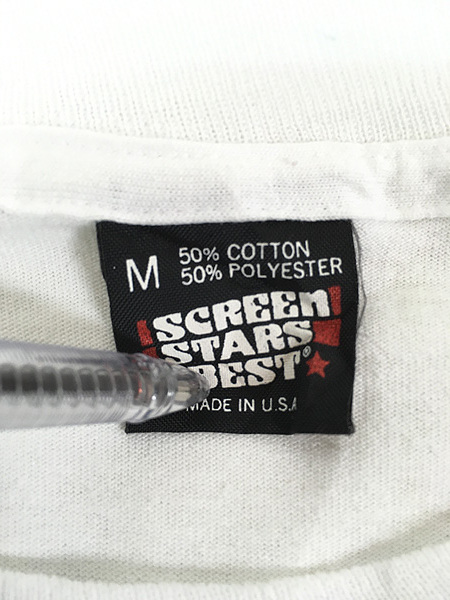 M 50% COTTON
50% POLYESTER
SCREEN
STARS
BEST®
MADE IN U.S.A